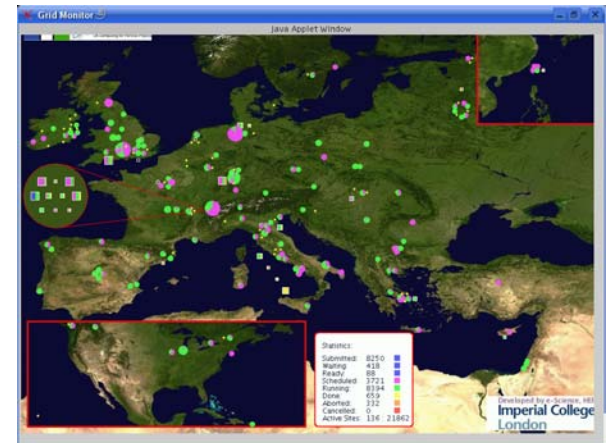 Grid Monitor
Java Applet Window
Statistics:
Submitted: 8250
Waiting: 418
Ready: 88
Scheduled: 3721
Running: 8394
Done: 659
Aborted: 332
Cancelled: 0
Active Sites: 136 : 21862
Developed by e-Science, HEP
Imperial College
London